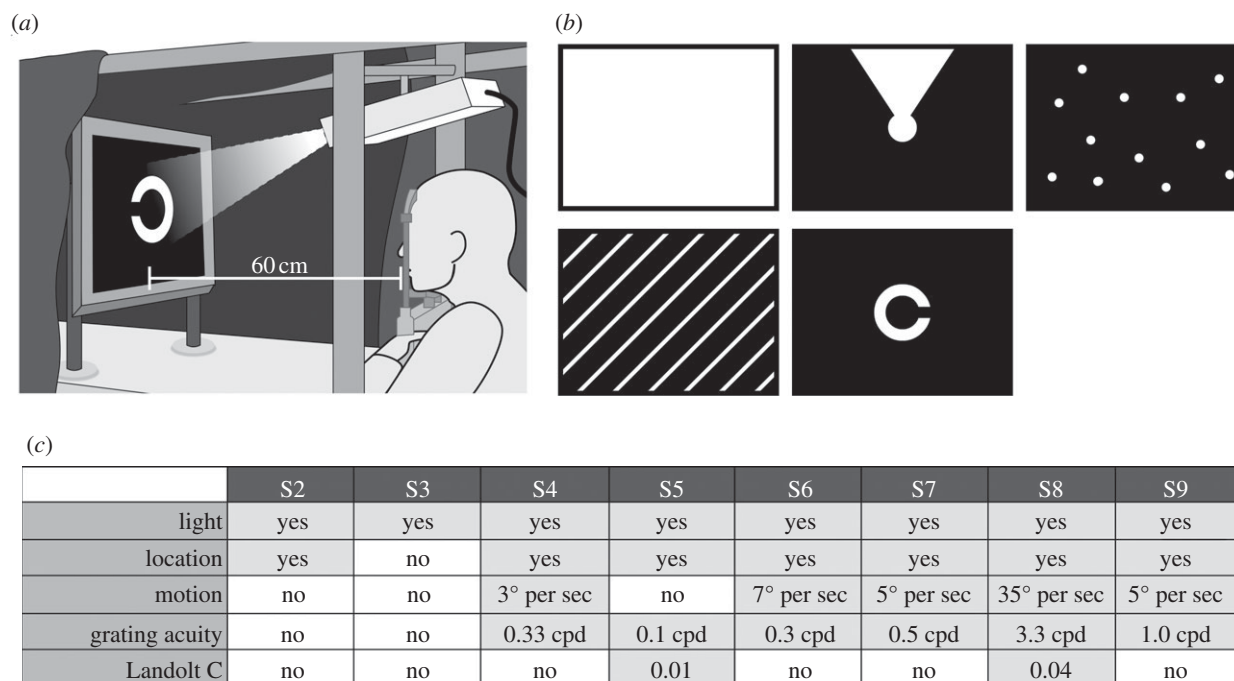 (a)
(b)
60 cm
(c)
S2 S3 S4 S5 S6 S7 S8 S9
light yes yes yes yes yes yes yes yes
location yes no yes yes yes yes yes yes
motion no no 3° per sec no 7° per sec 5° per sec 35° per sec 5° per sec
grating acuity no no 0.33 cpd 0.1 cpd 0.3 cpd 0.5 cpd 3.3 cpd 1.0 cpd
Landolt C no no no 0.01 no no 0.04 no